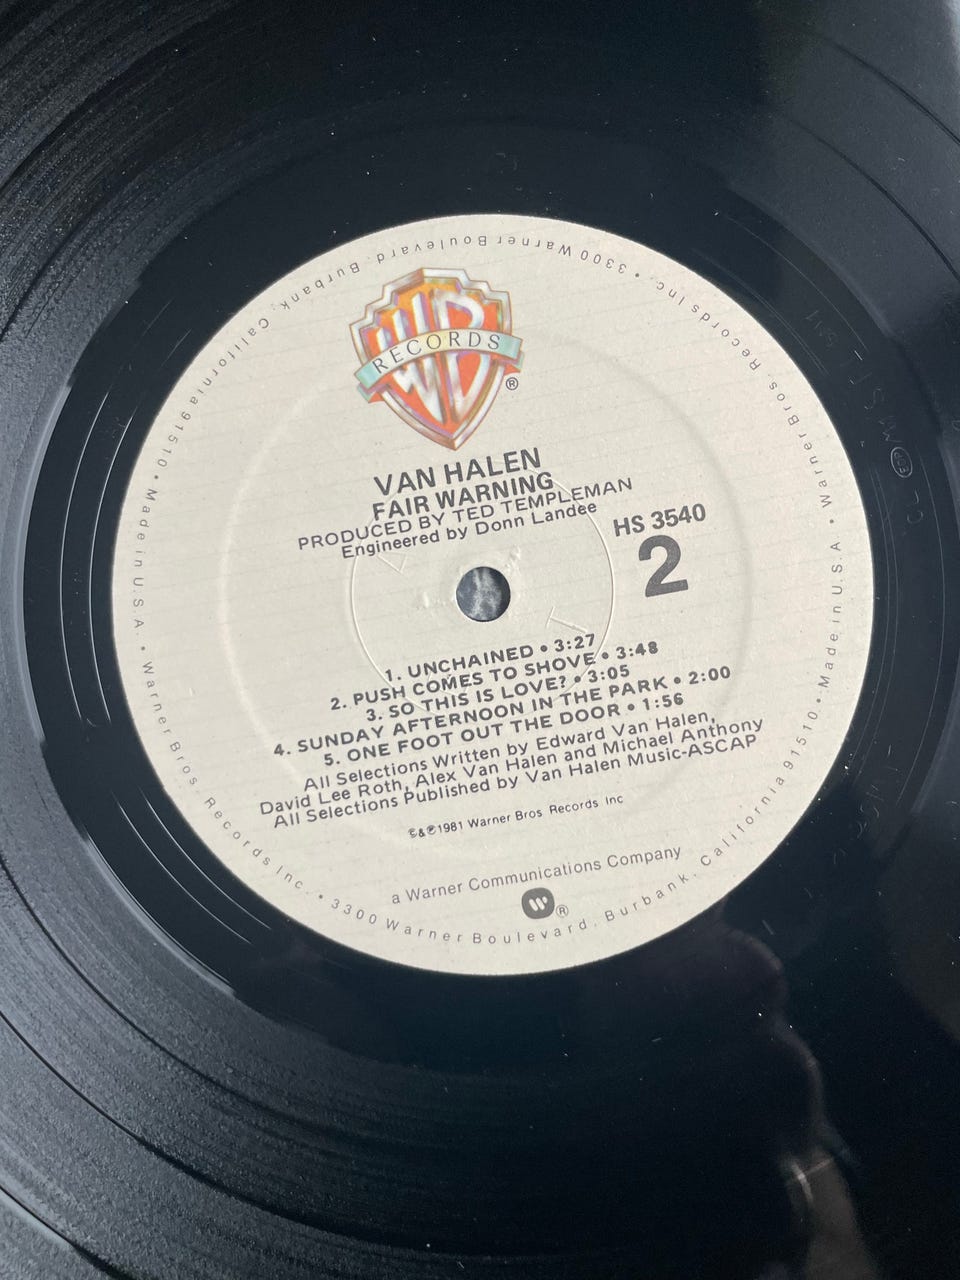 RECORDS
®
VAN HALEN
FAIR WARNING
PRODUCED BY TED TEMPLEMAN
Engineered by Donn Landee
HS 3540
2
1. UNCHAINED • 3:27
2. PUSH COMES TO SHOVE • 3:48
3. SO THIS IS LOVE? • 3:05
4. SUNDAY AFTERNOON IN THE PARK • 2:00
5. ONE FOOT OUT THE DOOR • 1:56
All Selections Written by Edward Van Halen,
David Lee Roth, Alex Van Halen and Michael Anthony
All Selections Published by Van Halen Music-ASCAP
©&℗1981 Warner Bros. Records Inc
a Warner Communications Company
®
Warner Bros. Records Inc. • 3300 Warner Boulevard, Burbank, California 91510 • Made in U.S.A. • Warner Bros. Records Inc. • 3300 Warner Boulevard, Burbank, California 91510 • Made in U.S.A. •